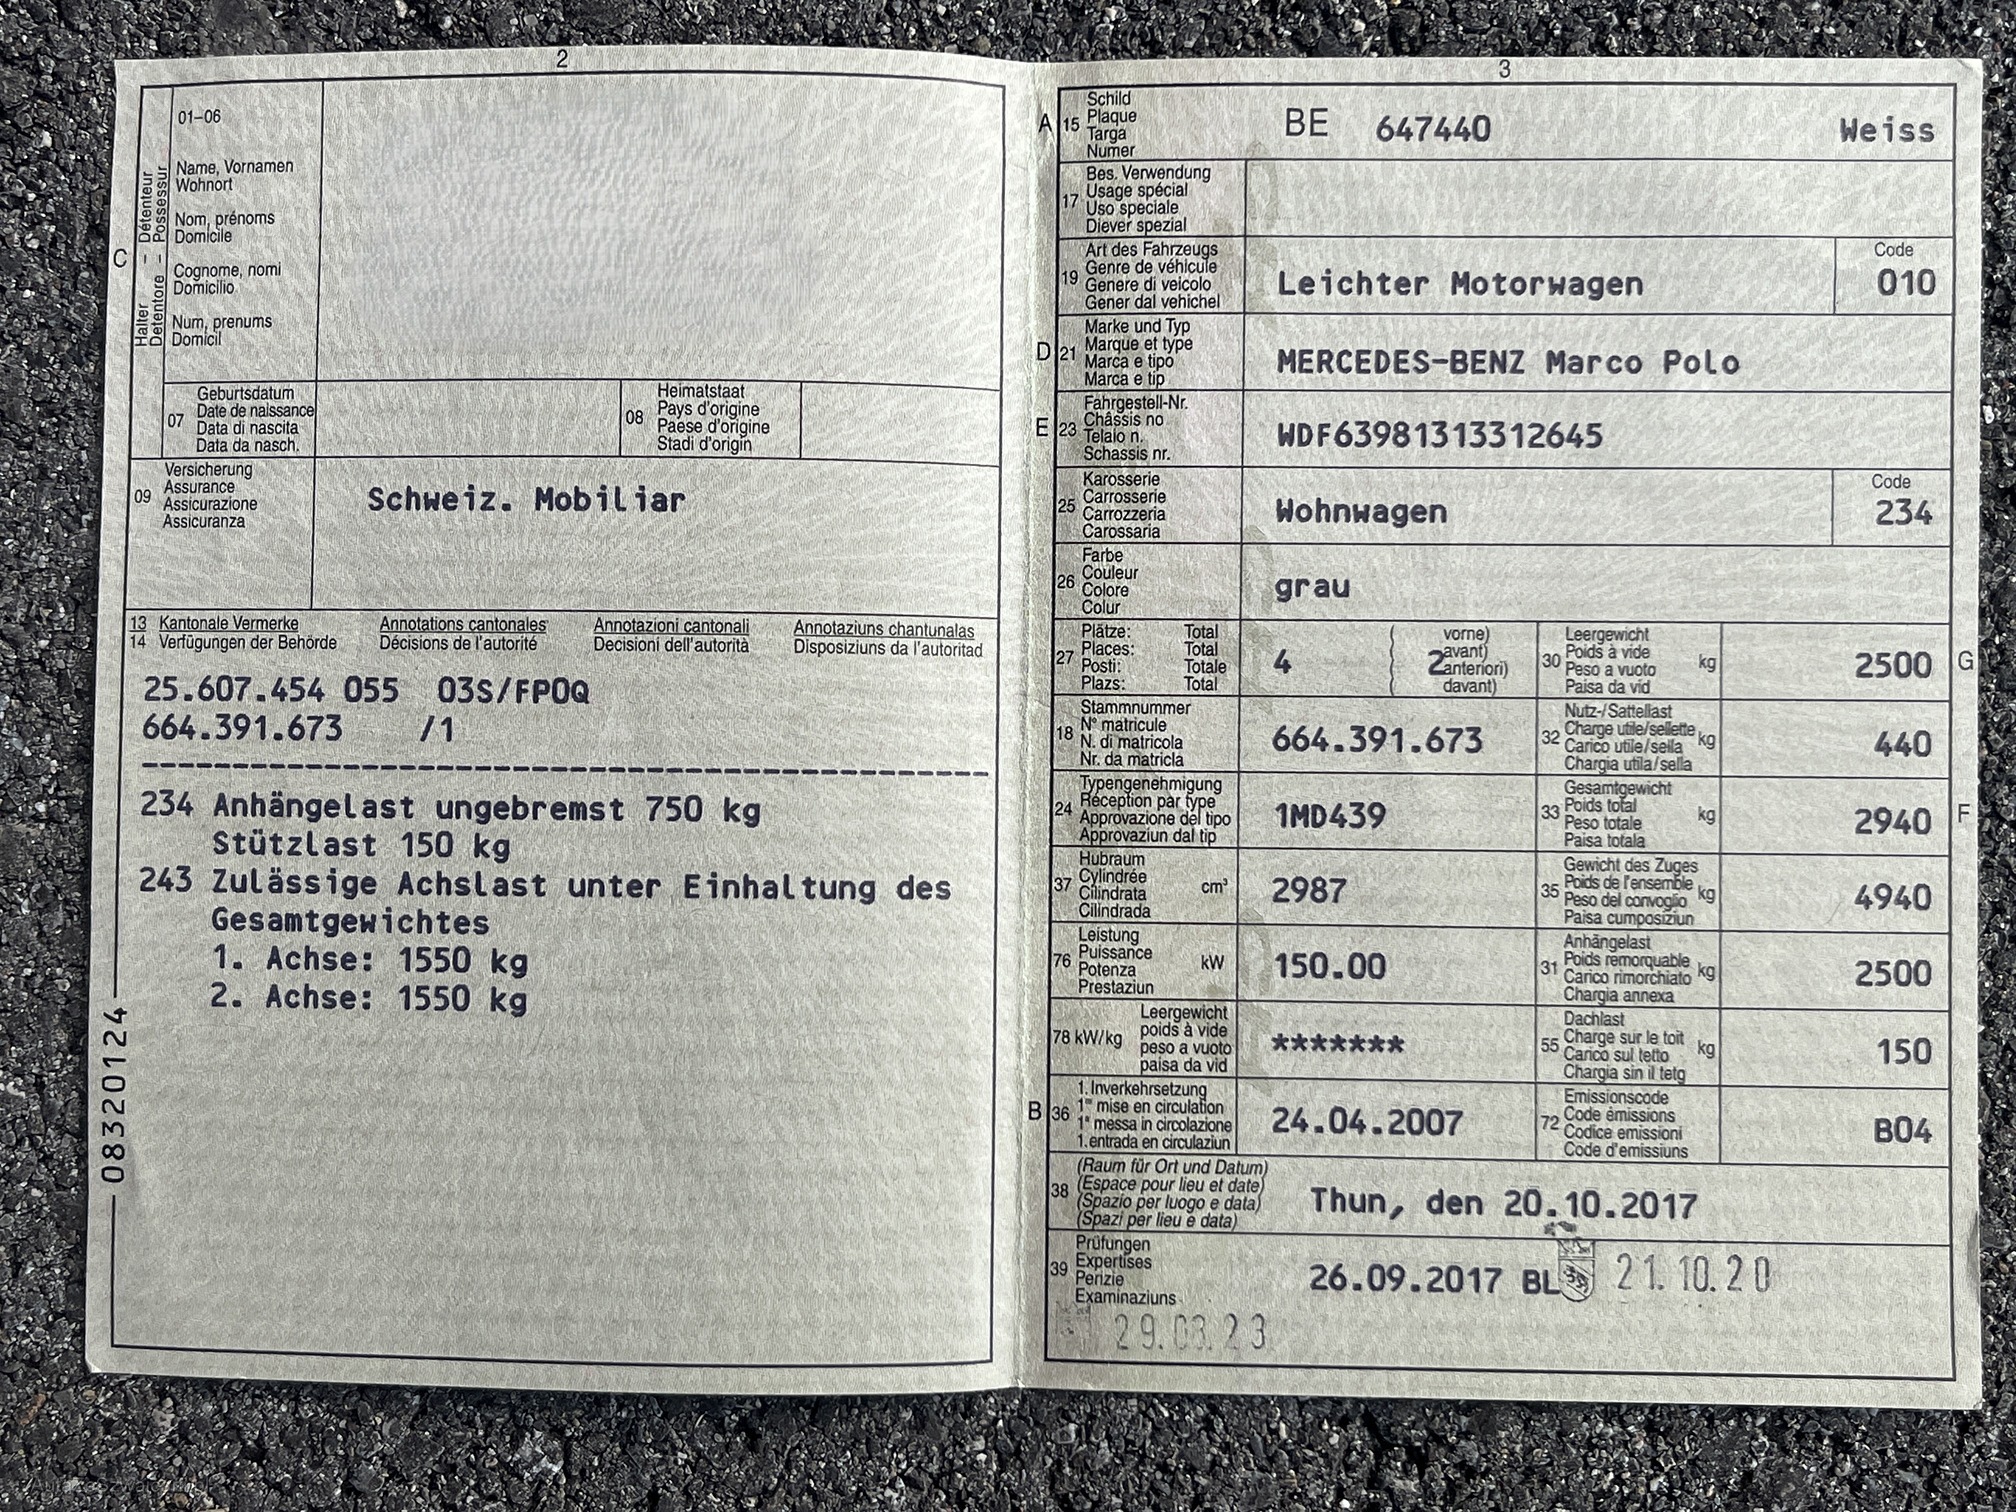 2
01–06
Name, Vornamen
Wohnort
Nom, prénoms
Domicile
Cognome, nomi
Domicilio
Num, prenums
Domicil
C
Halter – Détenteur
Detentore – Possessur
07
Geburtsdatum
Date de naissance
Data di nascita
Data da nasch.
08
Heimatstaat
Pays d'origine
Paese d'origine
Stadi d'origin
09
Versicherung
Assurance
Assicurazione
Assicuranza
Schweiz. Mobiliar
13 Kantonale Vermerke Annotations cantonales Annotazioni cantonali Annotaziuns chantunalas
14 Verfügungen der Behörde Décisions de l'autorité Decisioni dell'autorità Disposiziuns da l'autoritad
25.607.454 055 03S/FPOQ
664.391.673 /1
234 Anhängelast ungebremst 750 kg
Stützlast 150 kg
243 Zulässige Achslast unter Einhaltung des
Gesamtgewichtes
1. Achse: 1550 kg
2. Achse: 1550 kg
08320124
3
A 15
Schild
Plaque
Targa
Numer
BE 647440 Weiss
17
Bes. Verwendung
Usage spécial
Uso speciale
Diever spezial
19
Art des Fahrzeugs
Genre de véhicule
Genere di veicolo
Gener dal vehichel
Leichter Motorwagen
Code
010
D 21
Marke und Typ
Marque et type
Marca e tipo
Marca e tip
MERCEDES-BENZ Marco Polo
E 23
Fahrgestell-Nr.
Châssis no
Telaio n.
Schassis nr.
WDF63981313312645
25
Karosserie
Carrosserie
Carrozzeria
Carossaria
Wohnwagen
Code
234
26
Farbe
Couleur
Colore
Colur
grau
27
Plätze: Total
Places: Total
Posti: Totale
Plazs: Total
4
2
vorne)
avant)
anteriori)
davant)
30
Leergewicht
Poids à vide
Peso a vuoto
Paisa da vid
kg
2500
G
18
Stammnummer
N° matricule
N. di matricola
Nr. da matricla
664.391.673
32
Nutz-/Sattellast
Charge utile/sellette
Carico utile/sella
Chargia utila/sella
kg
440
24
Typengenehmigung
Réception par type
Approvazione del tipo
Approvaziun dal tip
1MD439
33
Gesamtgewicht
Poids total
Peso totale
Paisa totala
kg
2940
F
37
Hubraum
Cylindrée
Cilindrata
Cilindrada
cm³
2987
35
Gewicht des Zuges
Poids de l'ensemble
Peso del convoglio
Paisa cumposiziun
kg
4940
76
Leistung
Puissance
Potenza
Prestaziun
kW
150.00
31
Anhängelast
Poids remorquable
Carico rimorchiato
Chargia annexa
kg
2500
78 kW/kg
Leergewicht
poids à vide
peso a vuoto
paisa da vid
*******
55
Dachlast
Charge sur le toit
Carico sul tetto
Chargia sin il tetg
kg
150
B 36
1. Inverkehrsetzung
1re mise en circulation
1a messa in circolazione
1. entrada en circulaziun
24.04.2007
72
Emissionscode
Code émissions
Codice emissioni
Code d'emissiuns
B04
38
(Raum für Ort und Datum)
(Espace pour lieu et date)
(Spazio per luogo e data)
(Spazi per lieu e data)
Thun, den 20.10.2017
39
Prüfungen
Expertises
Perizie
Examinaziuns
26.09.2017 BL 21.10.20
29.03.23